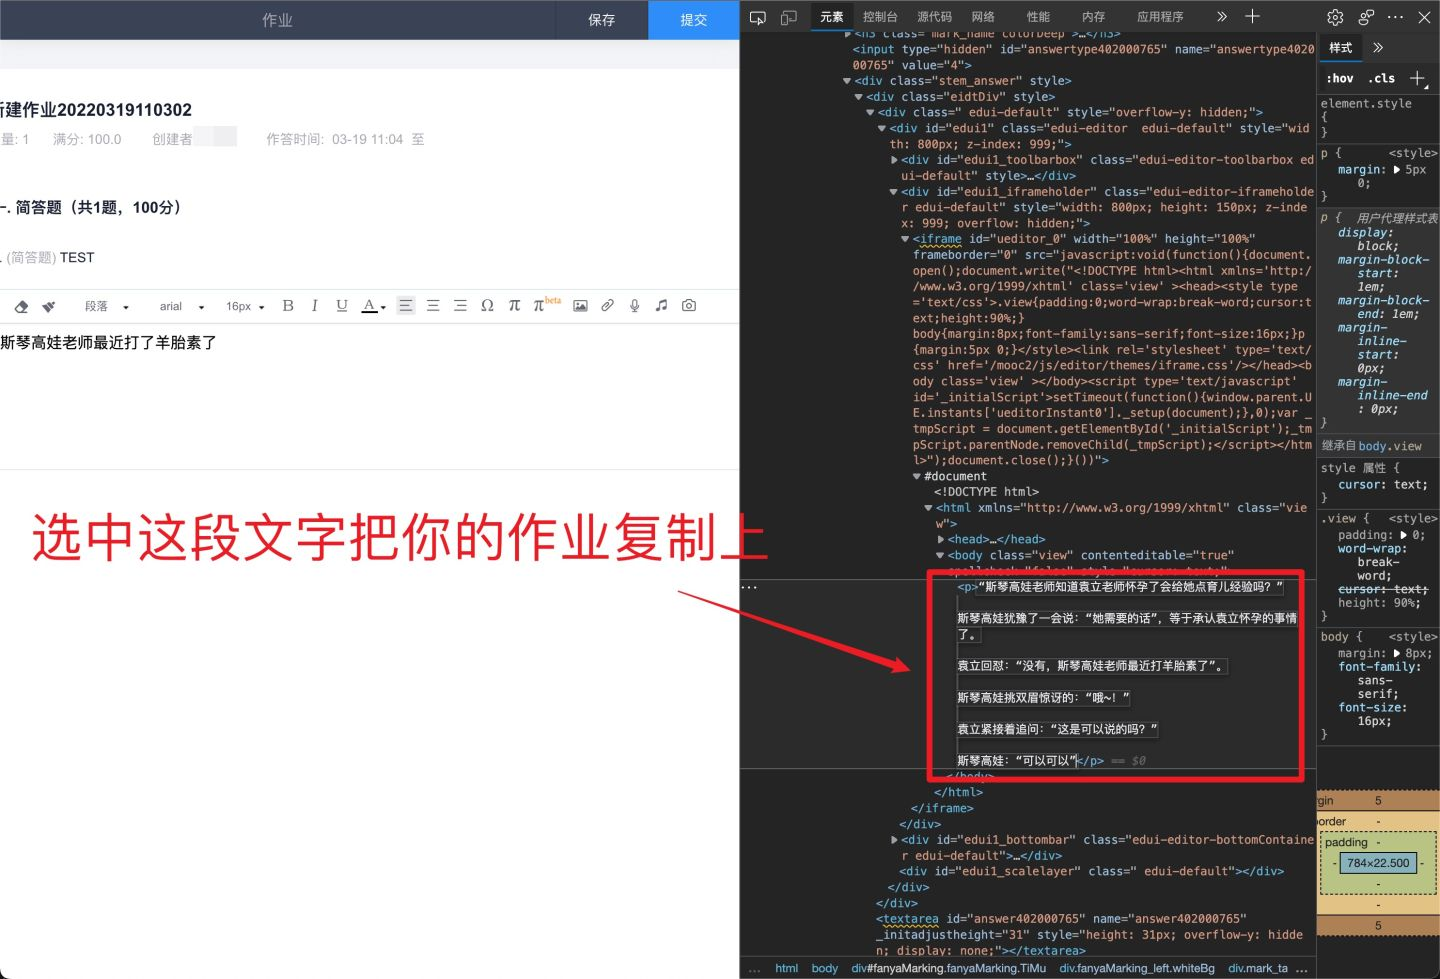 作业
保存
提交
新建作业20220319110302
量: 1
满分: 100.0
创建者
作答时间: 03-19 11:04 至
一. 简答题（共1题，100分）
. (简答题) TEST
段落
arial
16px
B I U A Ω π π beta
斯琴高娃老师最近打了羊胎素了
选中这段文字把你的作业复制上
元素 控制台 源代码 网络 性能 内存 应用程序
<h3 class="mark_name colorDeep">…</h3>
<input type="hidden" id="answertype402000765" name="answertype4020
00765" value="4">
<div class="stem_answer" style>
<div class="eidtDiv" style>
<div class=" edui-default" style="overflow-y: hidden;">
<div id="edui1" class="edui-editor  edui-default" style="wid
th: 800px; z-index: 999;">
<div id="edui1_toolbarbox" class="edui-editor-toolbarbox ed
ui-default" style>…</div>
<div id="edui1_iframeholder" class="edui-editor-iframeholde
r edui-default" style="width: 800px; height: 150px; z-inde
x: 999; overflow: hidden;">
<iframe id="ueditor_0" width="100%" height="100%"
frameborder="0" src="javascript:void(function(){document.
open();document.write("<!DOCTYPE html><html xmlns='http:/
/www.w3.org/1999/xhtml' class='view' ><head><style type
='text/css'>.view{padding:0;word-wrap:break-word;cursor:t
ext;height:90%;}
body{margin:8px;font-family:sans-serif;font-size:16px;}p
{margin:5px 0;}</style><link rel='stylesheet' type='text/
css' href='/mooc2/js/editor/themes/iframe.css'/></head><b
ody class='view' ></body><script type='text/javascript'
id='_initialScript'>setTimeout(function(){window.parent.U
E.instants['ueditorInstant0']._setup(document);},0);var _
tmpScript = document.getElementById('_initialScript');_tm
pScript.parentNode.removeChild(_tmpScript);</script></htm
l>");document.close();}())">
#document
<!DOCTYPE html>
<html xmlns="http://www.w3.org/1999/xhtml" class="vie
w">
<head>…</head>
<body class="view" contenteditable="true"
spellcheck="false" style="cursor: text;">
<p>“斯琴高娃老师知道袁立老师怀孕了会给她点育儿经验吗？”
斯琴高娃犹豫了一会说：“她需要的话”，等于承认袁立怀孕的事情
了。
袁立回怼：“没有，斯琴高娃老师最近打羊胎素了”。
斯琴高娃挑双眉惊讶的：“哦~！”
袁立紧接着追问：“这是可以说的吗？”
斯琴高娃：“可以可以”</p> == $0
</body>
</html>
</iframe>
</div>
<div id="edui1_bottombar" class="edui-editor-bottomContaine
r edui-default">…</div>
<div id="edui1_scalelayer" class=" edui-default"></div>
</div>
</div>
<textarea id="answer402000765" name="answer402000765"
_initadjustheight="31" style="height: 31px; overflow-y: hidde
n; display: none;"></textarea>
… html body div#fanyaMarking.fanyaMarking.TiMu div.fanyaMarking_left.whiteBg div.mark_ta …
样式
:hov .cls
element.style
{
}
p { <style>
margin: 5px
0;
}
p { 用户代理样式表
display:
block;
margin-block-
start:
1em;
margin-block-
end: 1em;
margin-
inline-
start:
0px;
margin-
inline-end
: 0px;
}
继承自 body.view
style 属性 {
cursor: text;
}
.view { <style>
padding: 0;
word-wrap:
break-
word;
cursor: text;
height: 90%;
}
body { <style>
margin: 8px;
font-family:
sans-
serif;
font-size:
16px;
}
gin 5
order -
padding -
- 784×22.500 -
-
-
5